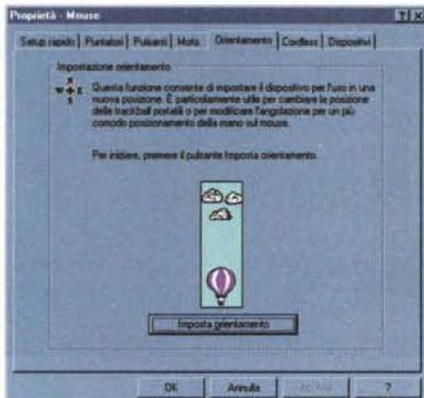 Proprietà - Mouse
Setup rapido Puntatori Pulsanti Moto Orientamento Cordless Dispositivi
Impostazione orientamento
N
W E
S
Questa funzione consente di impostare il dispositivo per l'uso in una
nuova posizione. È particolarmente utile per cambiare la posizione
delle trackball portatili o per modificare l'angolazione per un più
comodo posizionamento della mano sul mouse.
Per iniziare, premere il pulsante Imposta orientamento.
Imposta orientamento
OK Annulla Applica ?